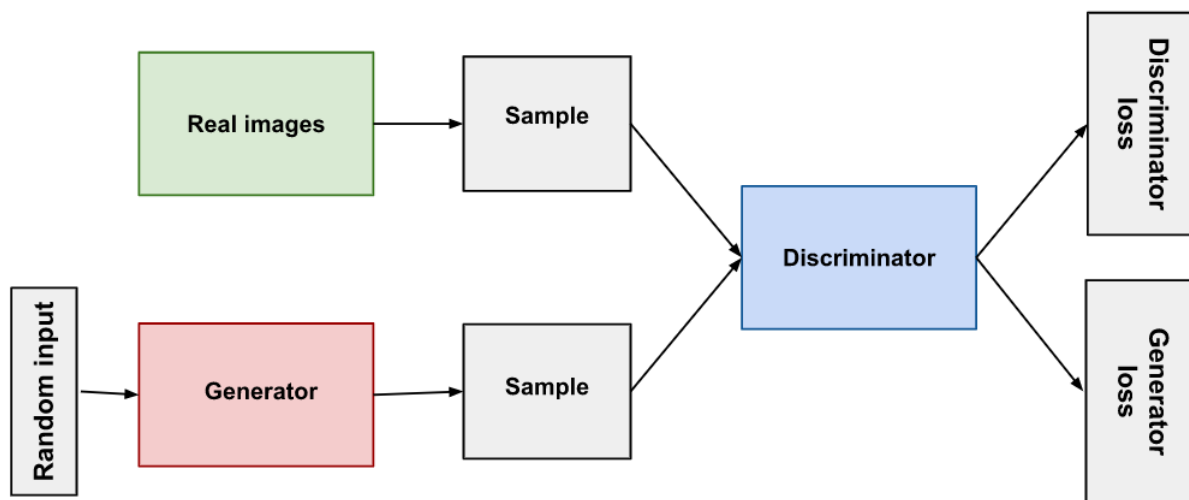 Real images
Sample
Discriminator
loss
Discriminator
Random input
Generator
Sample
Generator
loss